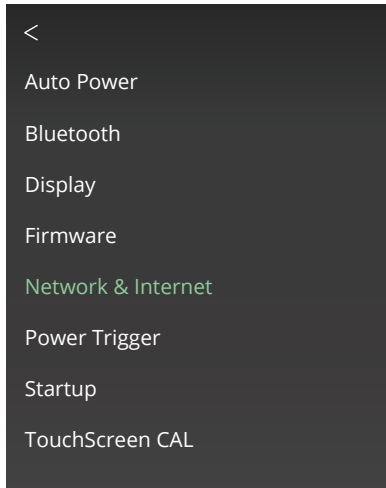 <
Auto Power
Bluetooth
Display
Firmware
Network & Internet
Power Trigger
Startup
TouchScreen CAL